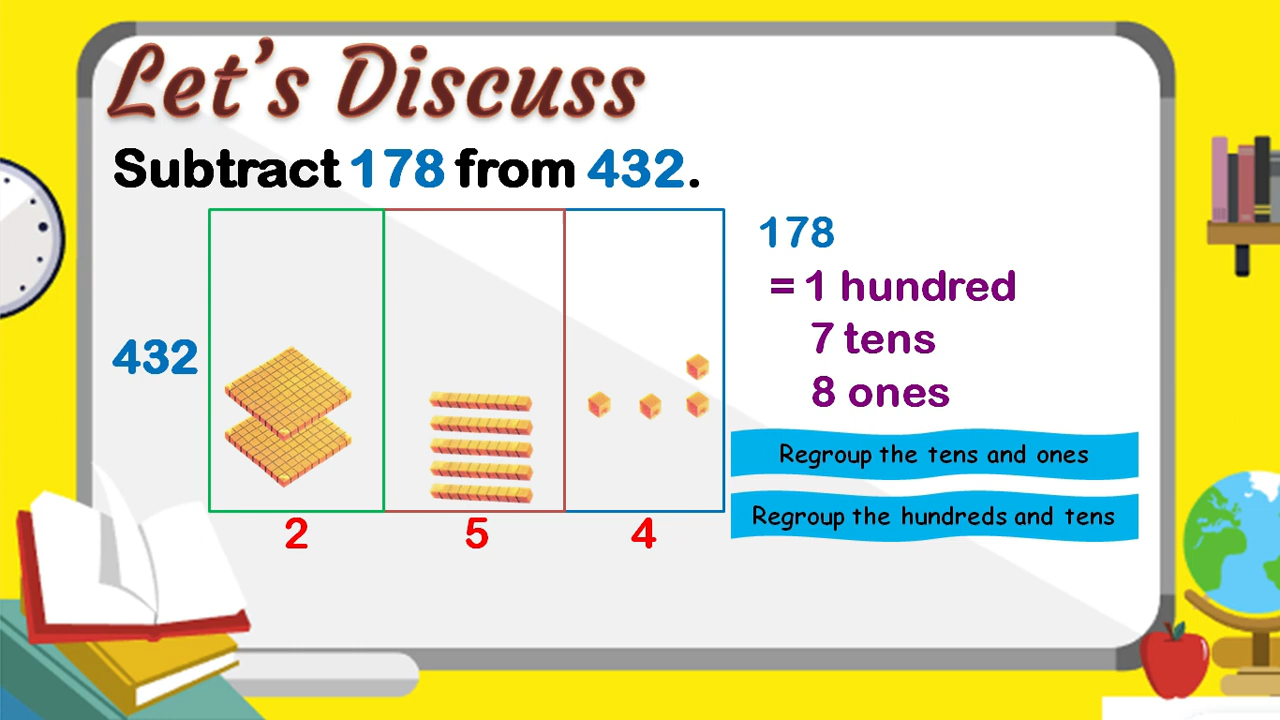 Let's Discuss
Subtract 178 from 432.
432
2 5 4
178
= 1 hundred
7 tens
8 ones
Regroup the tens and ones
Regroup the hundreds and tens